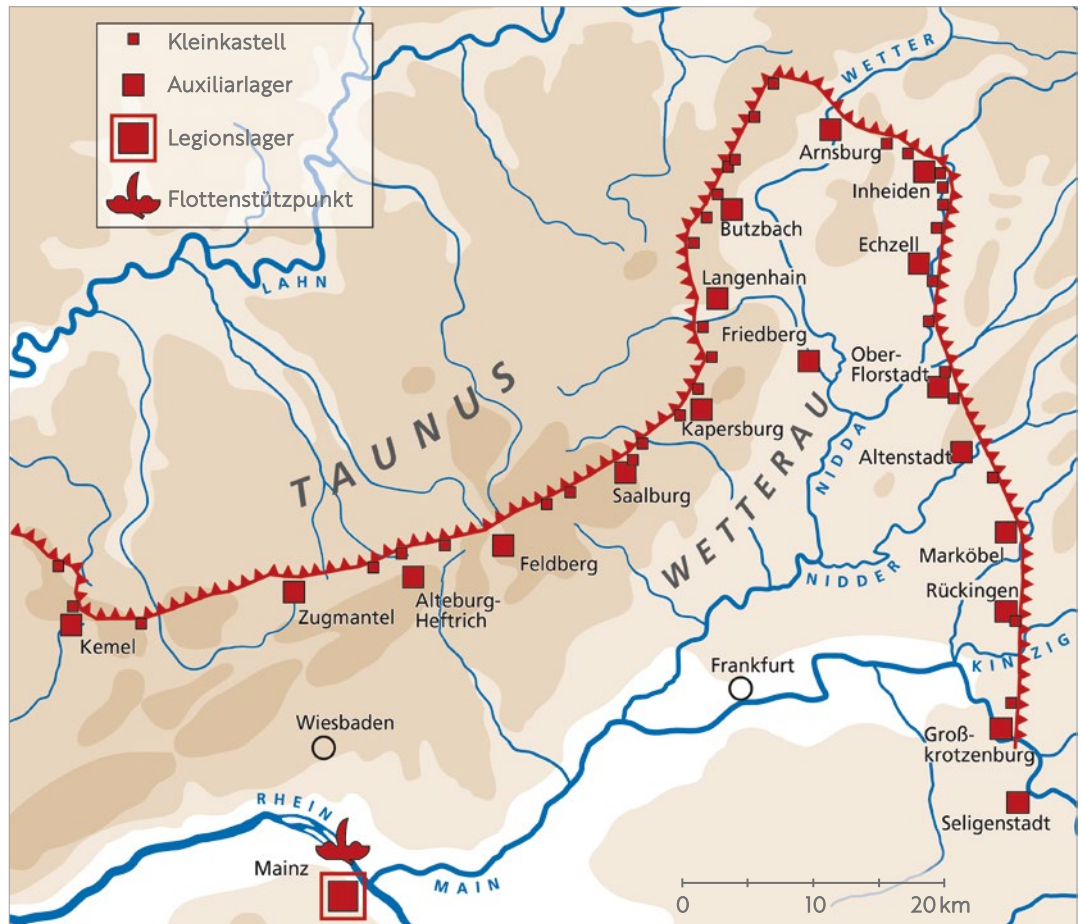 Kleinkastell
Auxiliarlager
Legionslager
Flottenstützpunkt
WETTER
Arnsburg
Inheiden
Butzbach
Echzell
LAHN
Langenhain
Friedberg
Ober-
Florstadt
TAUNUS
Kapersburg
WETTERAU
NIDDA
Altenstadt
Saalburg
Feldberg
Marköbel
NIDDER
Rückingen
Zugmantel
Alteburg-
Heftrich
Kemel
KINZIG
Frankfurt
Wiesbaden
Groß-
krotzenburg
RHEIN
Seligenstadt
Mainz
MAIN
0 10 20 km